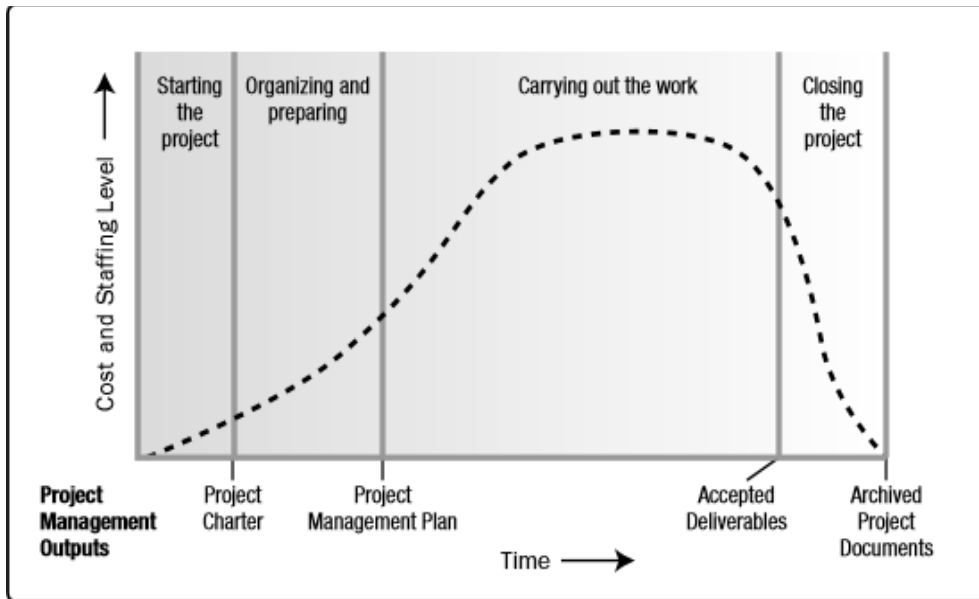 Starting
the
project
Organizing and
preparing
Carrying out the work
Closing
the
project
Cost and Staffing Level
Project
Management
Outputs
Project
Charter
Project
Management Plan
Accepted
Deliverables
Archived
Project
Documents
Time